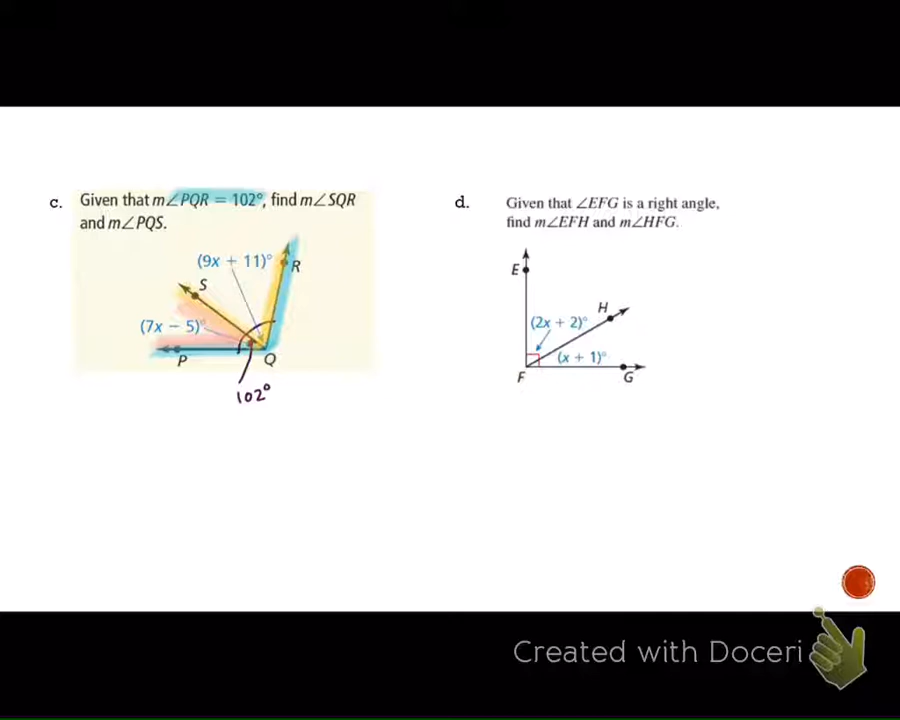 c. Given that m∠PQR = 102°, find m∠SQR
and m∠PQS.
(9x + 11)°
R
S
(7x − 5)°
P
Q
102°
d. Given that ∠EFG is a right angle,
find m∠EFH and m∠HFG.
E
H
(2x + 2)°
(x + 1)°
F
G
Created with Doceri